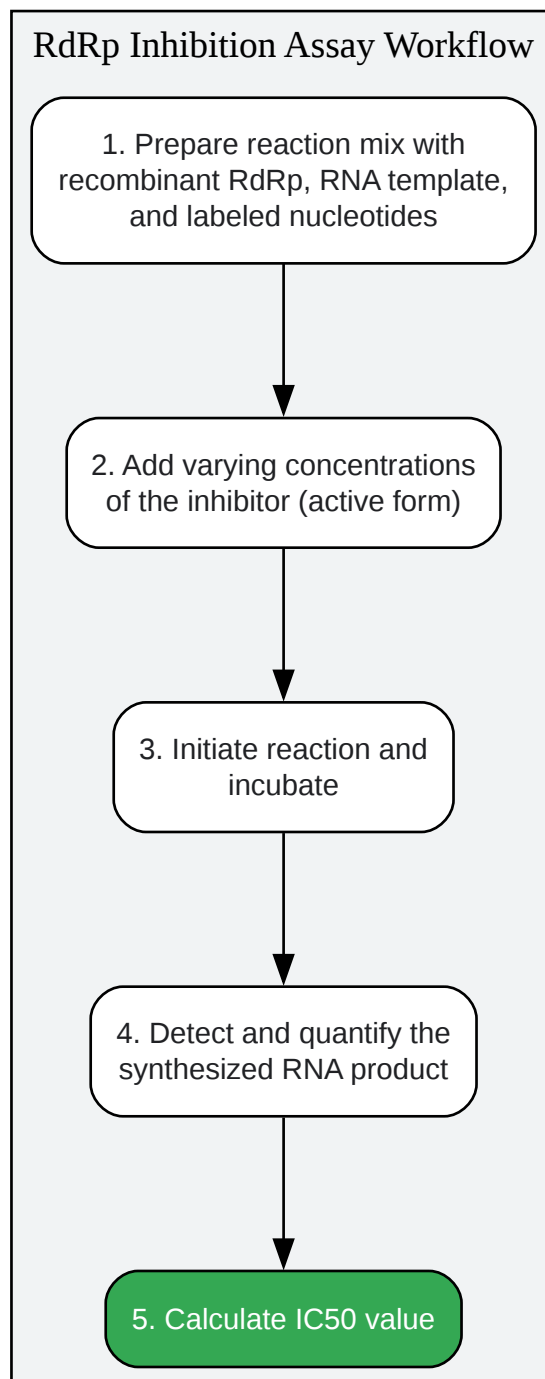 RdRp Inhibition Assay Workflow
1. Prepare reaction mix with
recombinant RdRp, RNA template,
and labeled nucleotides
2. Add varying concentrations
of the inhibitor (active form)
3. Initiate reaction and
incubate
4. Detect and quantify the
synthesized RNA product
5. Calculate IC50 value